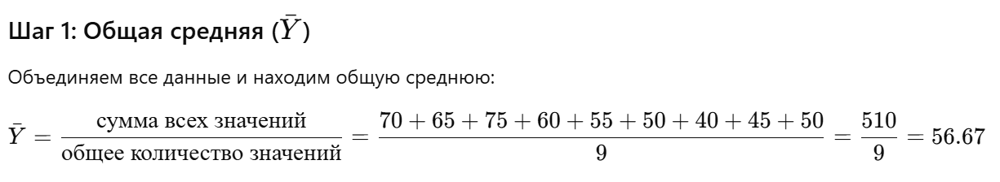 Шаг 1: Общая средняя (Ȳ)
Объединяем все данные и находим общую среднюю:
Ȳ = сумма всех значений / общее количество значений = 70 + 65 + 75 + 60 + 55 + 50 + 40 + 45 + 50 / 9 = 510 / 9 = 56.67